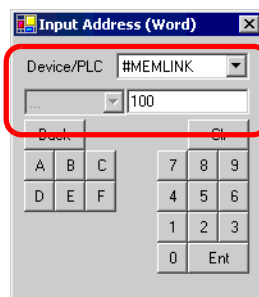 Input Address (Word)
Device/PLC #MEMLINK
... 100
Back Clr
A B C 7 8 9
D E F 4 5 6
1 2 3
0 Ent